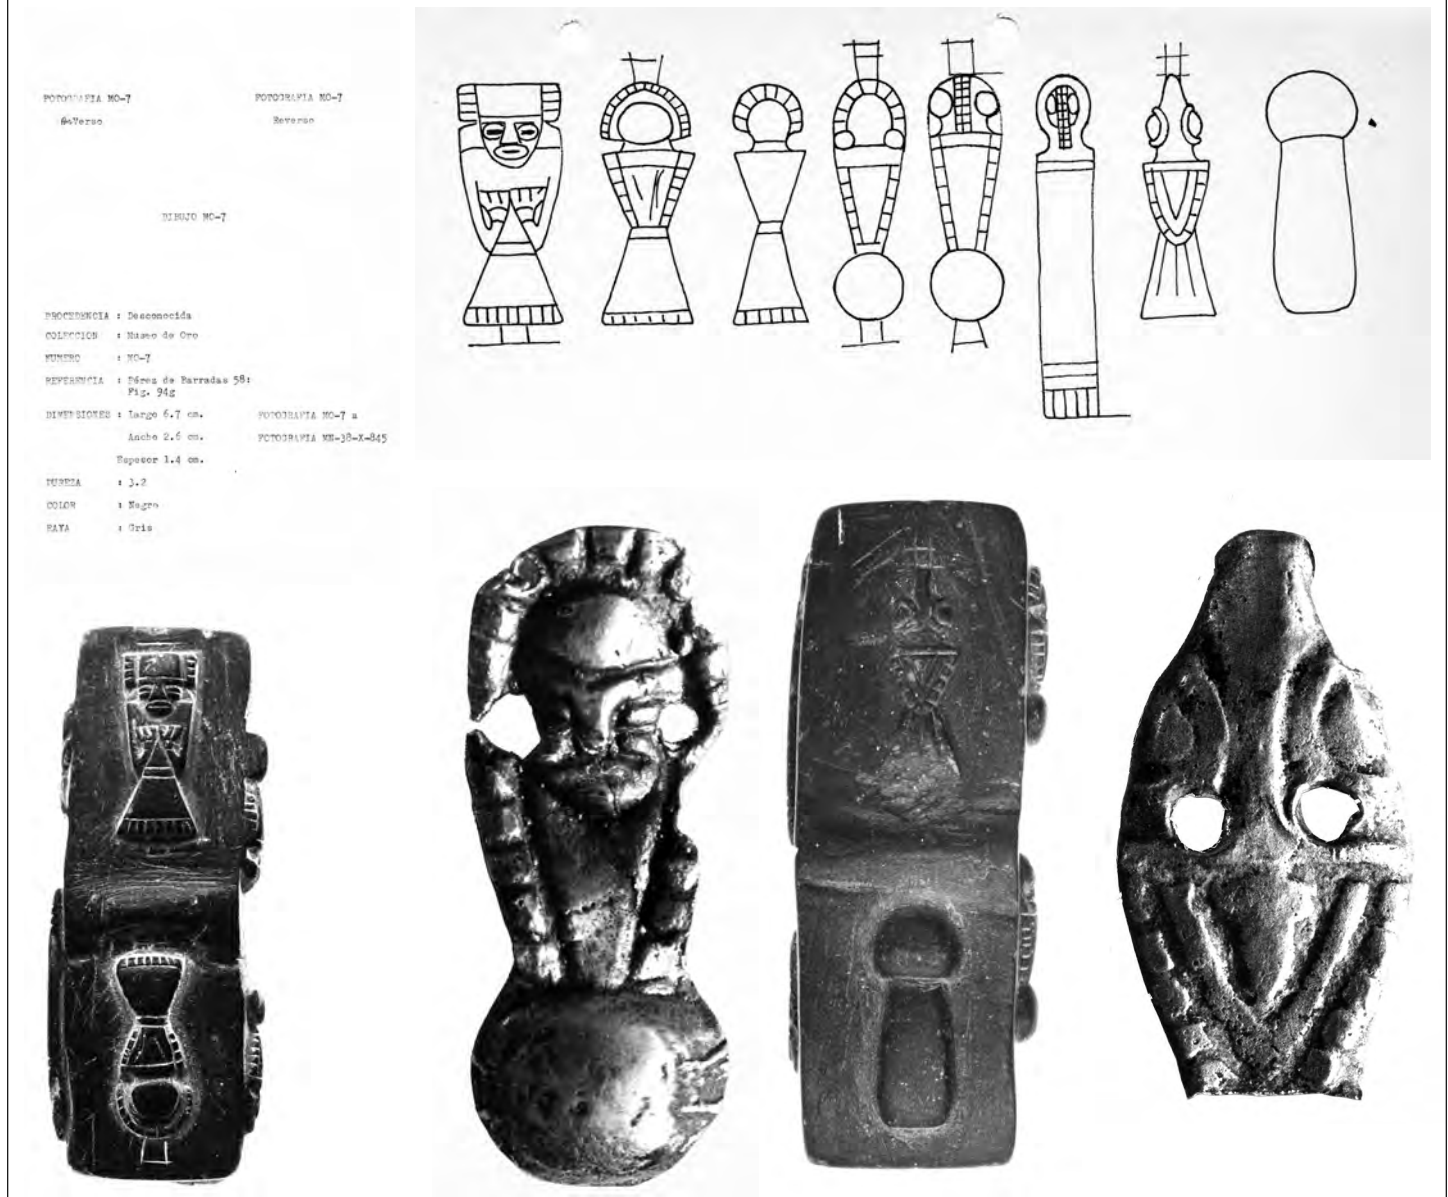 FOTOGRAFIA MO-7
FOTOGRAFIA MO-7
Reverso
DIBUJO MO-7
PROCEDENCIA : Desconocida
COLECCION : Museo de Oro
NUMERO : MO-7
REFERENCIA : Pérez de Barradas 58:
Fig. 94g
DIMENSIONES : Largo 6.7 cm.
FOTOGRAFIA MO-7 a
Ancho 2.6 cm.
FOTOGRAFIA MN-38-X-845
Espesor 1.4 cm.
DUREZA : 3.2
COLOR : Negro
RAYA : Gris